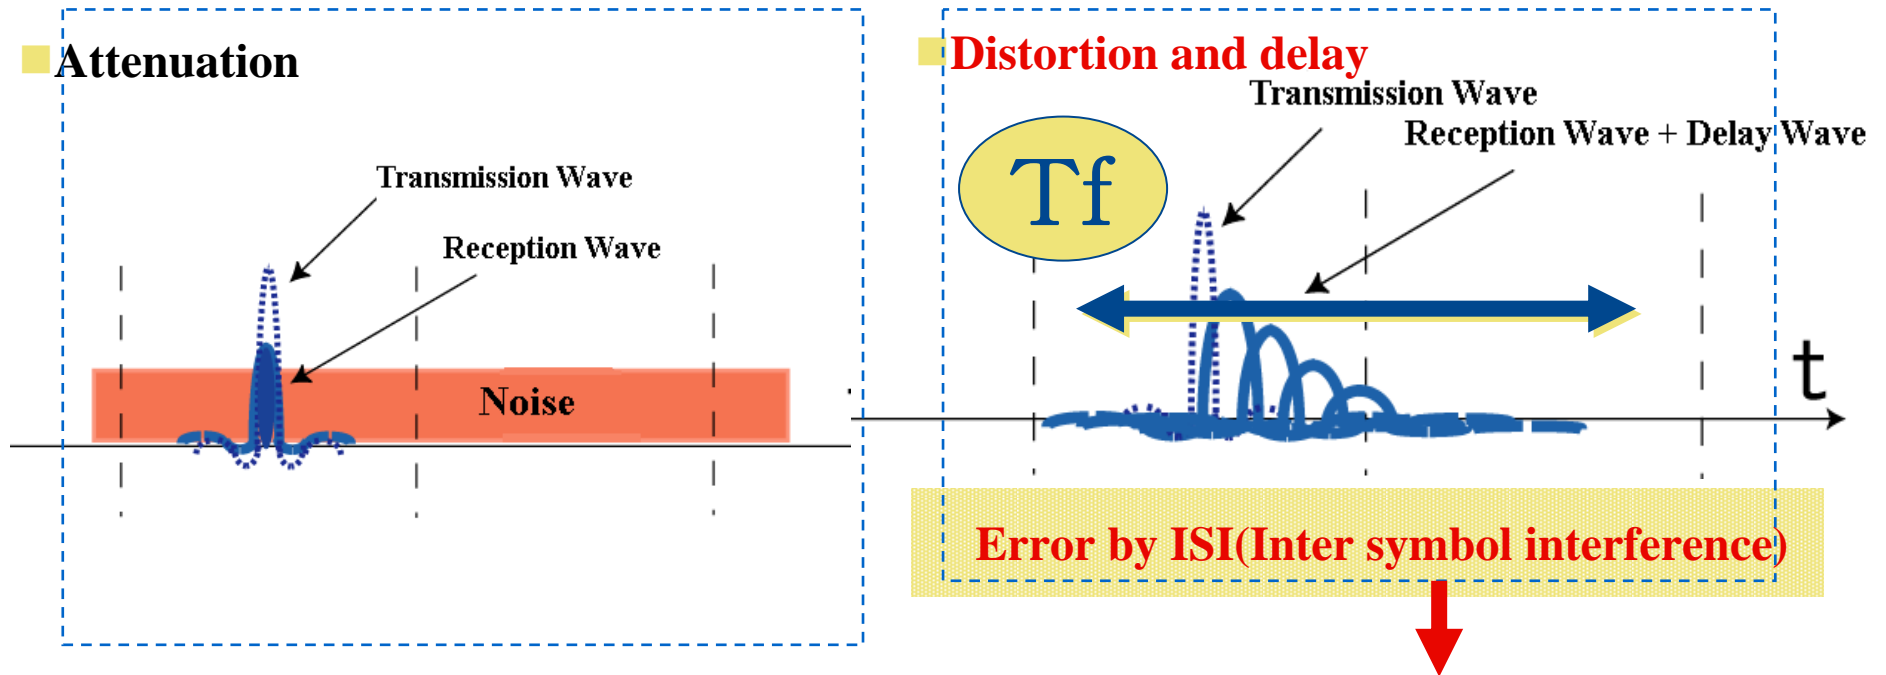 Attenuation
Transmission Wave
Reception Wave
Noise
Distortion and delay
Transmission Wave
Reception Wave + Delay Wave
Tf
t
Error by ISI(Inter symbol interference)